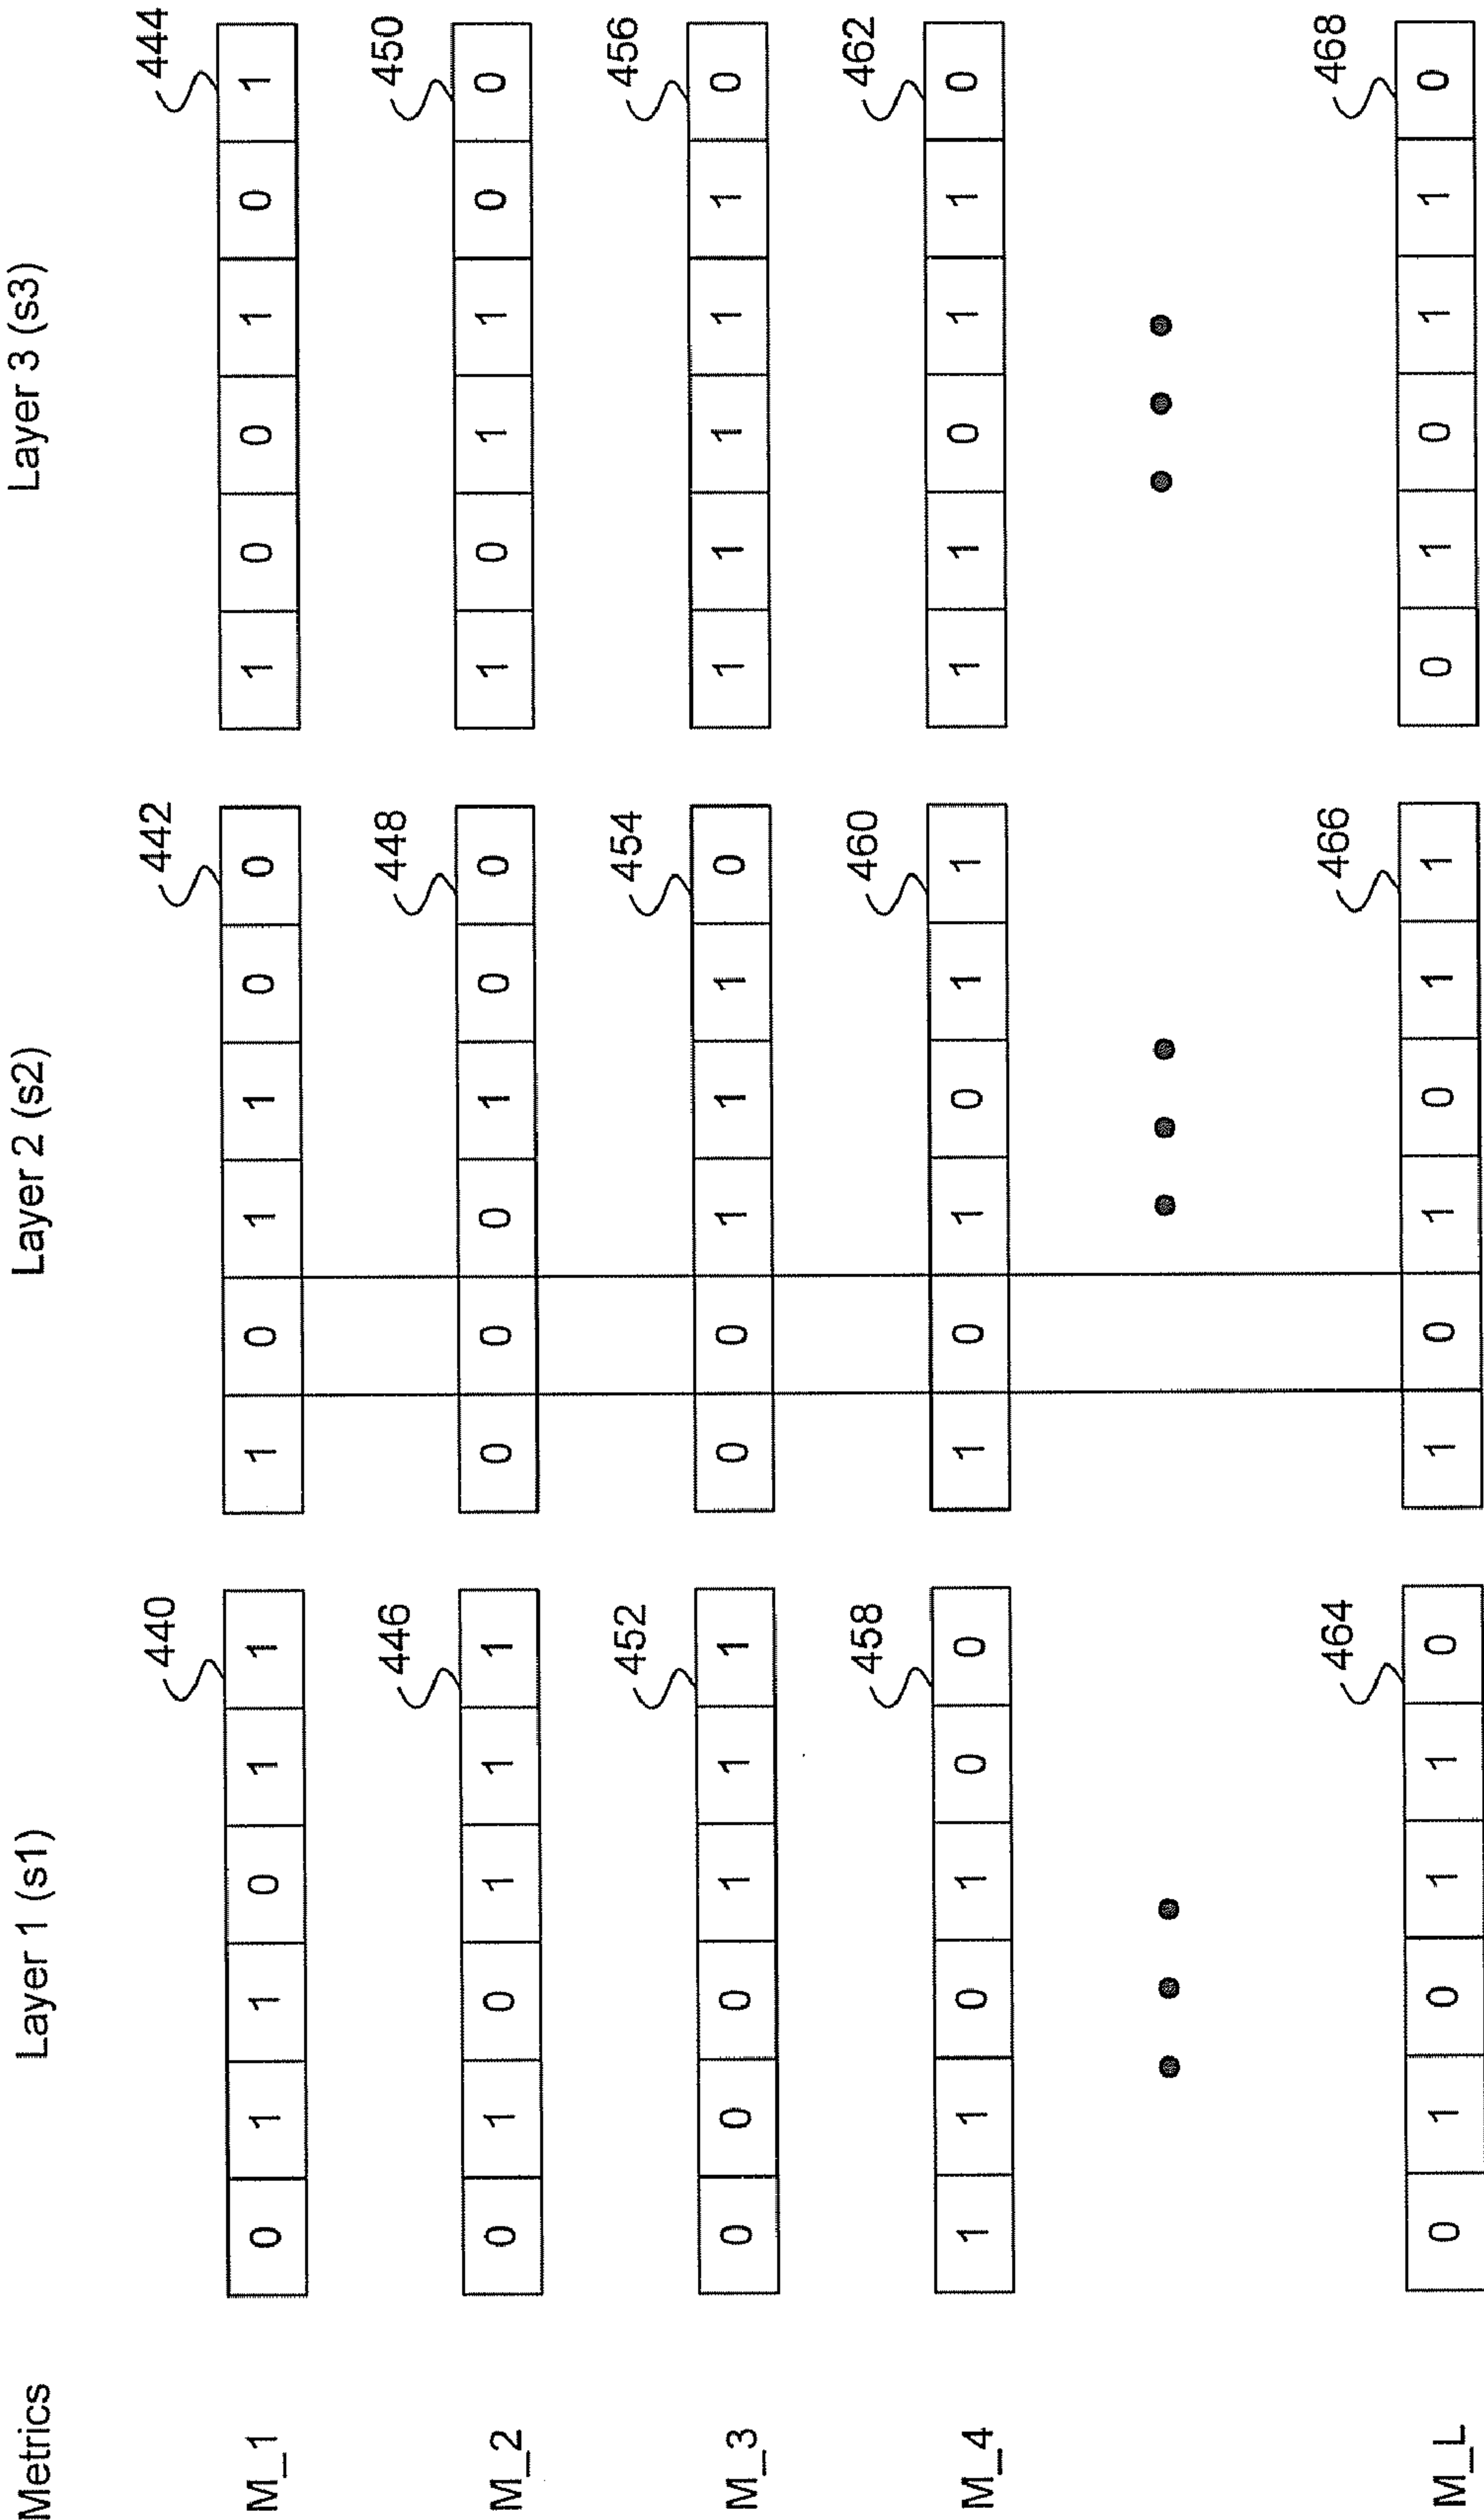 Metrics Layer 1 (s1) Layer 2 (s2) Layer 3 (s3)
440 442 444
M_1 0 1 1 0 1 1 1 0 1 1 0 0 1 0 0 1 0 1
446 448 450
M_2 0 1 0 1 1 1 0 0 0 1 0 0 1 0 1 1 0 0
452 454 456
M_3 0 0 0 1 1 1 0 0 1 1 1 0 1 1 1 1 1 0
458 460 462
M_4 1 1 0 1 0 0 1 0 1 0 1 1 1 1 0 1 1 0
464 466 468
M_L 0 1 0 1 1 0 1 0 1 0 1 1 0 1 0 1 1 0